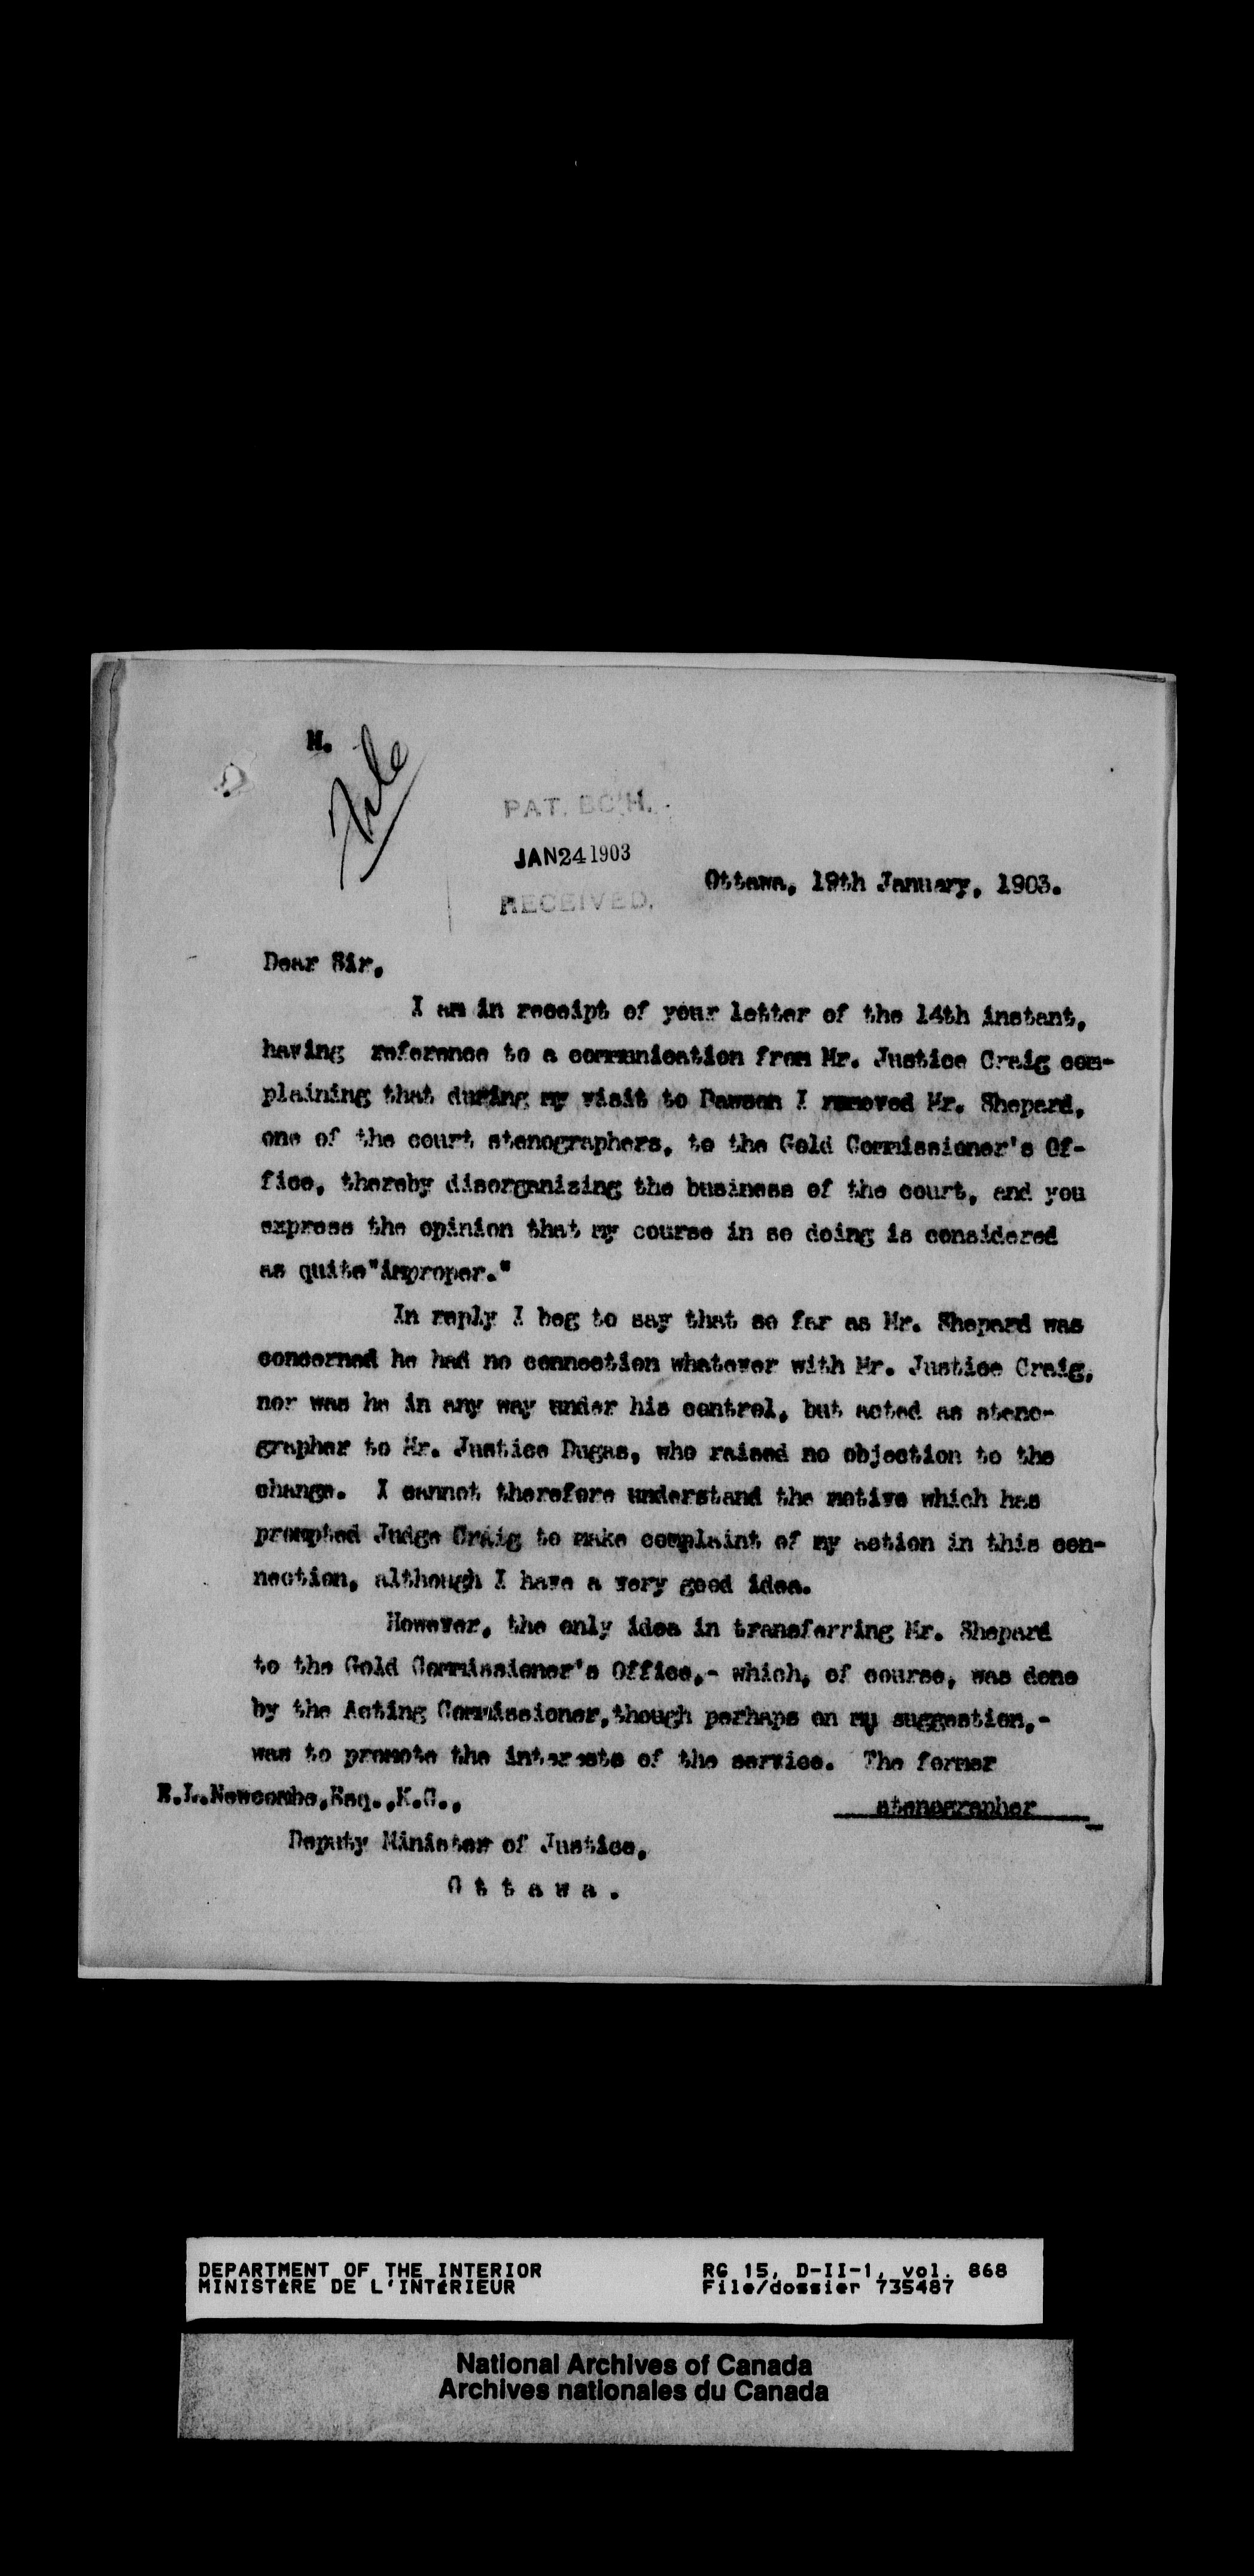 H.
File
PAT. BCH.
JAN 24 1903
RECEIVED.
Ottawa, 19th January, 1903.
Dear Sir,
I am in receipt of your letter of the 14th instant,
having reference to a communication from Mr. Justice Craig com-
plaining that during my visit to Dawson I removed Mr. Shepard,
one of the court stenographers, to the Gold Commissioner's Of-
fice, thereby disorganizing the business of the court, and you
express the opinion that my course in so doing is considered
as quite "improper."
In reply I beg to say that so far as Mr. Shepard was
concerned he had no connection whatever with Mr. Justice Craig,
nor was he in any way under his control, but acted as steno-
grapher to Mr. Justice Dugas, who raised no objection to the
change. I cannot therefore understand the motive which has
prompted Judge Craig to make complaint of my action in this con-
nection, although I have a very good idea.
However, the only idea in transferring Mr. Shepard
to the Gold Commissioner's Office,- which, of course, was done
by the Acting Commissioner, though perhaps on my suggestion,-
was to promote the interests of the service. The former
stenographer
E.L.Newcombe, Esq.,K.C.,
Deputy Minister of Justice,
Ottawa.
DEPARTMENT OF THE INTERIOR
MINISTÈRE DE L'INTÉRIEUR
RG 15, D-II-1, vol. 868
File/dossier 735487
National Archives of Canada
Archives nationales du Canada